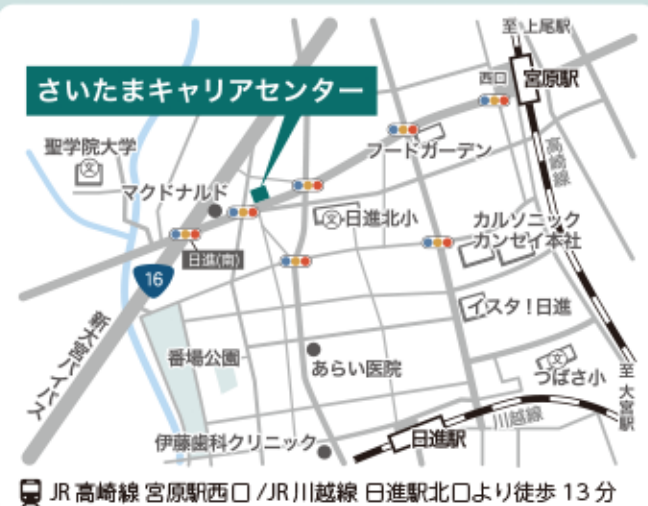 至 上尾駅
西口
宮原駅
さいたまキャリアセンター
聖学院大学
文
フードガーデン
高崎線
マクドナルド
文
日進北小
カルソニック
カンセイ本社
日進(南)
16
イスタ!日進
新大宮バイパス
番場公園
あらい医院
文
つばさ小
至 大宮駅
川越線
伊藤歯科クリニック
日進駅
JR 高崎線 宮原駅西口 /JR 川越線 日進駅北口より徒歩 13 分